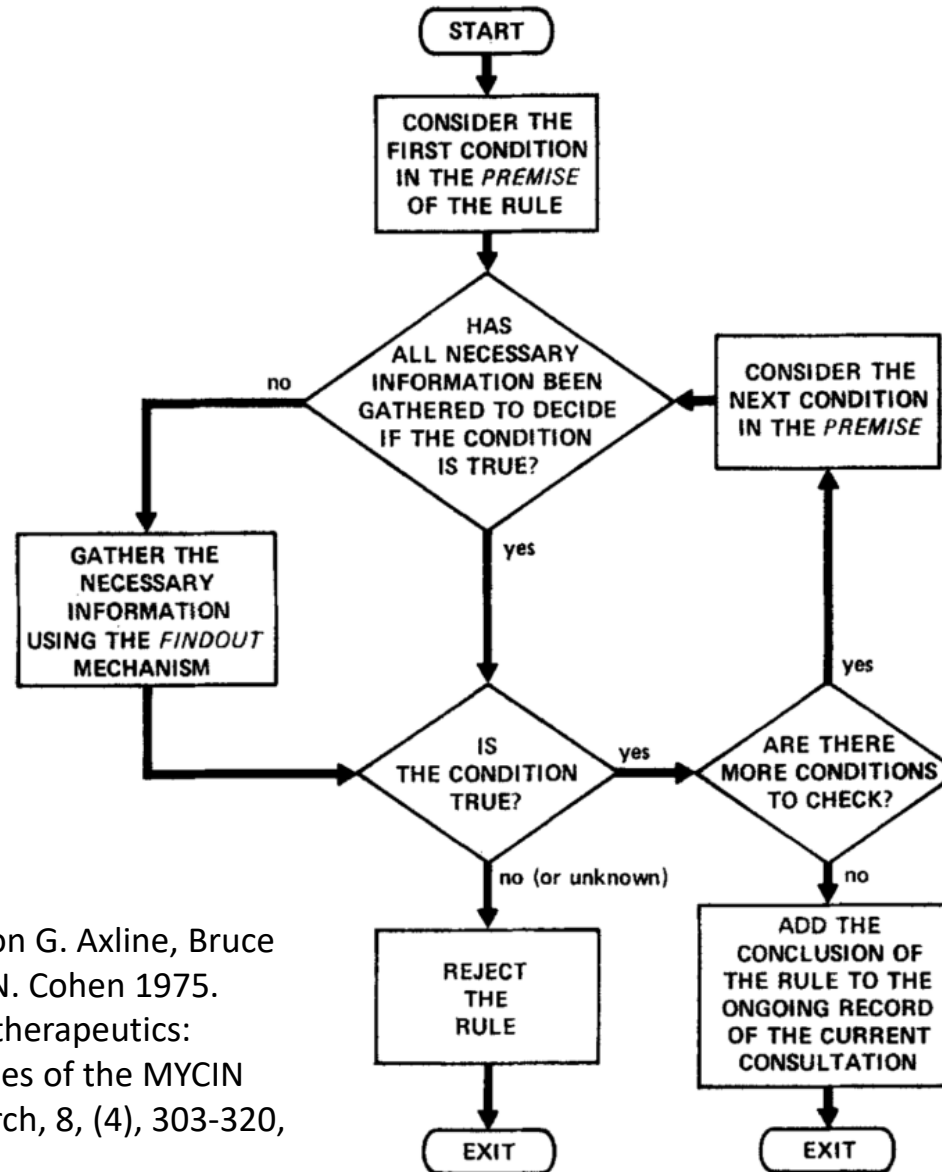 START
CONSIDER THE
FIRST CONDITION
IN THE PREMISE
OF THE RULE
HAS
ALL NECESSARY
INFORMATION BEEN
GATHERED TO DECIDE
IF THE CONDITION
IS TRUE?
no
yes
CONSIDER THE
NEXT CONDITION
IN THE PREMISE
GATHER THE
NECESSARY
INFORMATION
USING THE FINDOUT
MECHANISM
IS
THE CONDITION
TRUE?
yes
yes
ARE THERE
MORE CONDITIONS
TO CHECK?
no (or unknown)
no
REJECT
THE
RULE
ADD THE
CONCLUSION OF
THE RULE TO THE
ONGOING RECORD
OF THE CURRENT
CONSULTATION
EXIT
EXIT
on G. Axline, Bruce
N. Cohen 1975.
therapeutics:
es of the MYCIN
rch, 8, (4), 303-320,